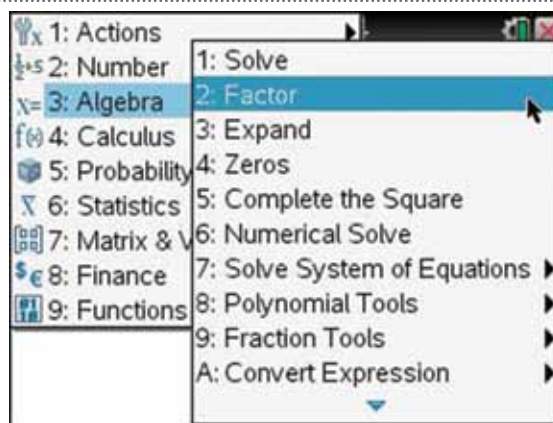 1: Actions
2: Number
3: Algebra
4: Calculus
5: Probability
6: Statistics
7: Matrix & V
8: Finance
9: Functions
1: Solve
2: Factor
3: Expand
4: Zeros
5: Complete the Square
6: Numerical Solve
7: Solve System of Equations
8: Polynomial Tools
9: Fraction Tools
A: Convert Expression